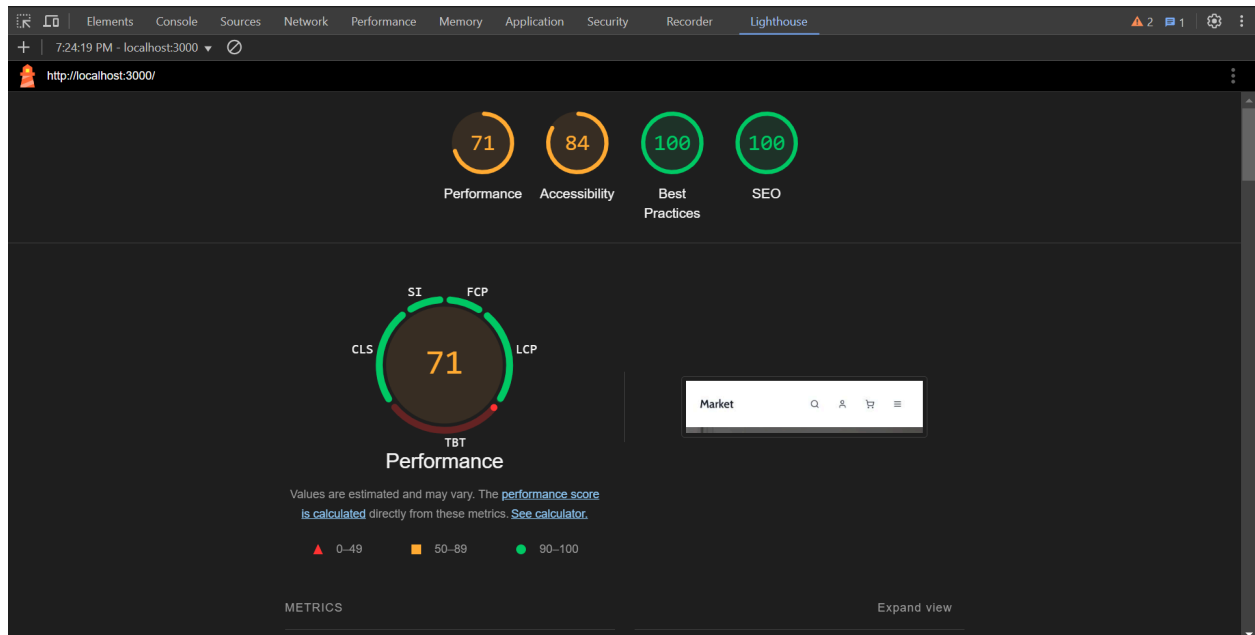 Elements Console Sources Network Performance Memory Application Security Recorder Lighthouse 2 1
7:24:19 PM - localhost:3000
http://localhost:3000/
71 84 100 100
Performance Accessibility Best Practices SEO
SI FCP
CLS LCP
71
TBT
Performance
Market
Values are estimated and may vary. The performance score
is calculated directly from these metrics. See calculator.
0–49 50–89 90–100
METRICS Expand view